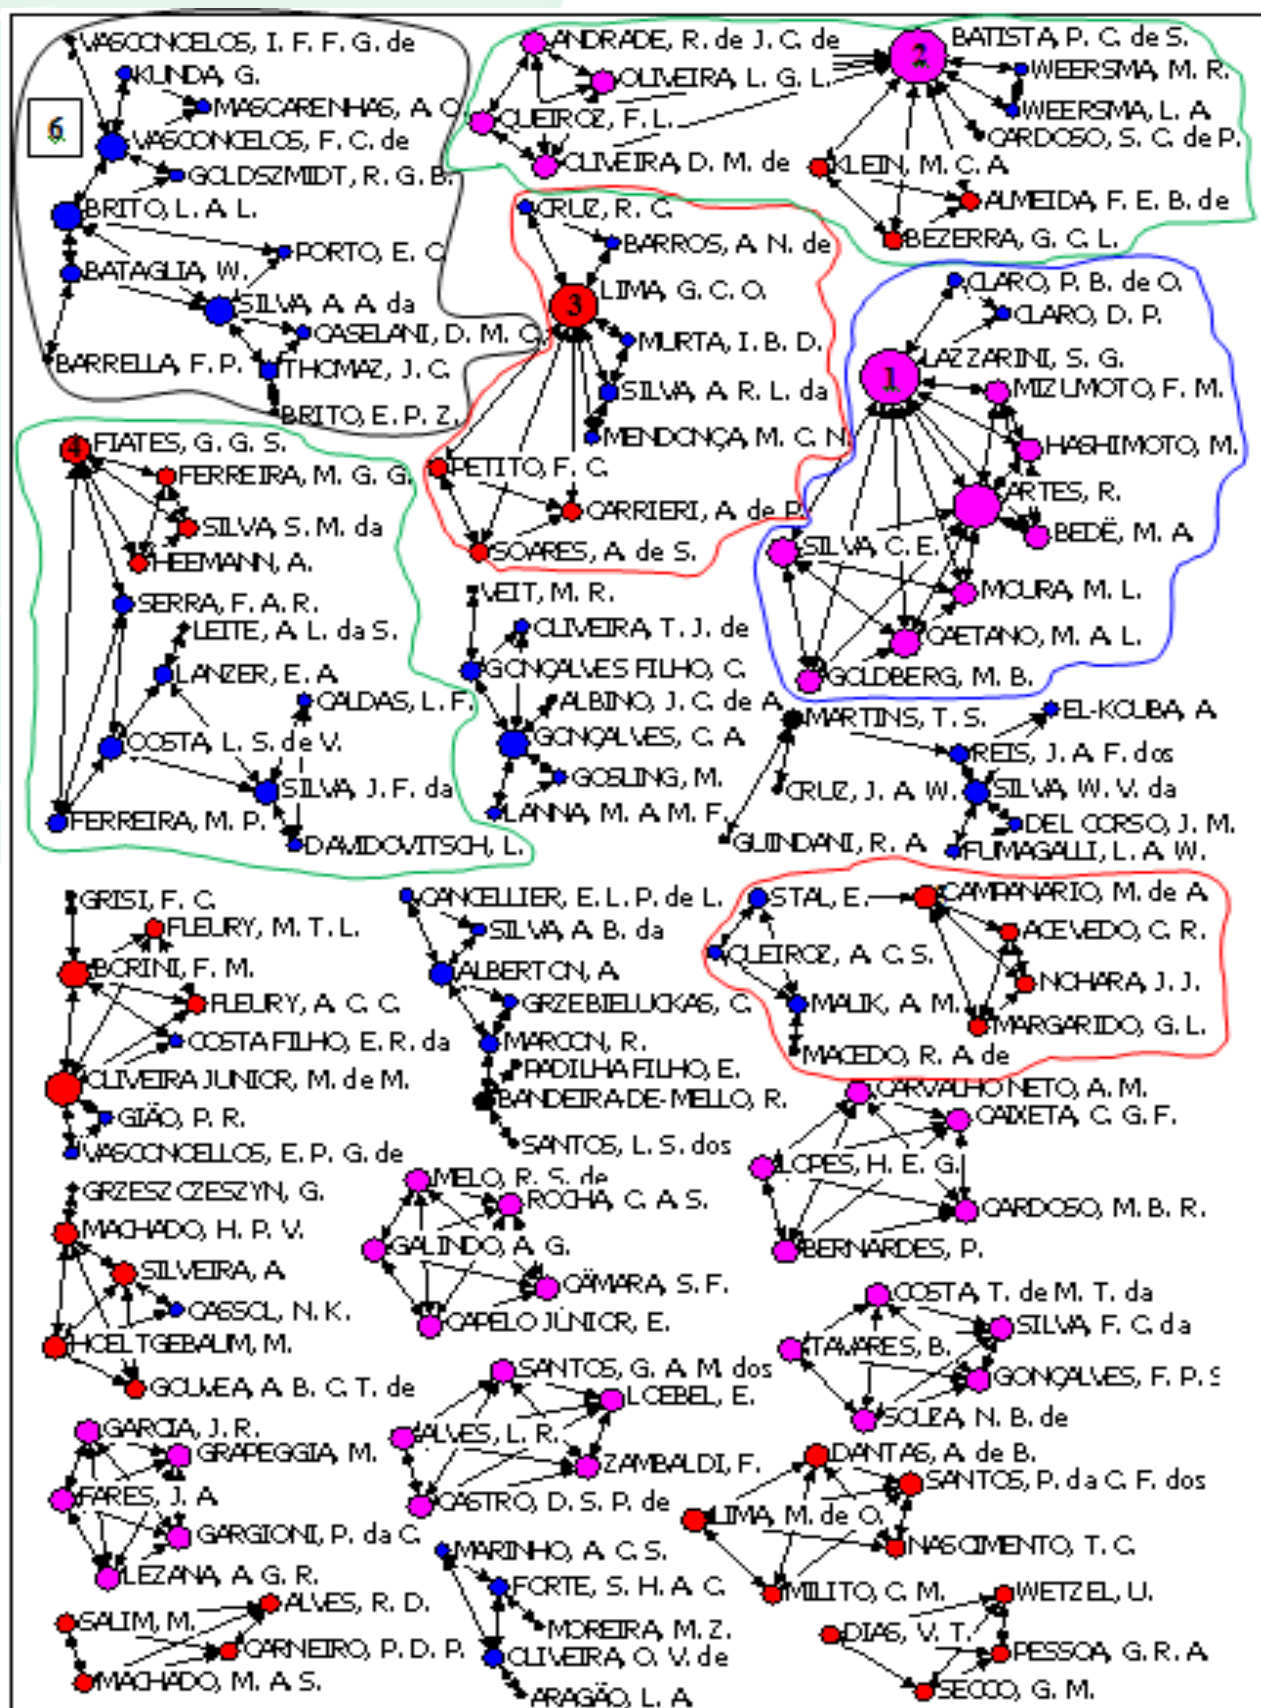 VASCONCELOS, I. F. F. G. de
KUNDA, G.
MASCARENHAS, A. O
6
VASCONCELOS, F. C. de
GOLDSZMIDT, R. G. B.
BRITO, L. A. L.
PORTO, E. C
BATAGLIA, W.
SILVA, A. A. da
CASELANI, D. M. C.
BARRELLA, F. P.
THOMAZ, J. C.
BRITO, E. P. Z.
ANDRADE, R. de J. C. de
2
BATISTA, P. C. de S.
OLIVEIRA, L. G. L.
WEERSMA, M. R.
WEERSMA, L. A.
QUEIROZ, F. L.
CARDOSO, S. C. de P.
OLIVEIRA, D. M. de
KLEIN, M. C. A.
ALMEIDA, F. E. B. de
BEZERRA, G. C. L.
CRUZ, R. C.
BARROS, A. N. de
3
LIMA, G. C. O.
MURTA, I. B. D.
SILVA, A. R. L. da
MENDONÇA, M. C. N.
PETITO, F. C.
CARRIERI, A. de P.
SOARES, A. de S.
CLARO, P. B. de O.
CLARO, D. P.
LAZZARINI, S. G.
1
MIZUMOTO, F. M.
HASHIMOTO, M.
ARTES, R.
BEDÊ, M. A.
SILVA, C. E.
MOURA, M. L.
CAETANO, M. A. L.
GOLDBERG, M. B.
4
FIATES, G. G. S.
FERREIRA, M. G. G.
SILVA, S. M. da
HEEMANN, A.
SERRA, F. A. R.
LEITE, A. L. da S.
LANZER, E. A.
CALDAS, L. F.
COSTA, L. S. de V.
SILVA, J. F. da
FERREIRA, M. P.
DAVIDOVITSCH, L.
VEIT, M. R.
OLIVEIRA, T. J. de
GONÇALVES FILHO, C.
ALBINO, J. C. de A.
GONÇALVES, C. A.
GOSLING, M.
LANNA, M. A. M. F.
MARTINS, T. S.
EL-KOUBA, A.
REIS, J. A. F. dos
CRUZ, J. A. W.
SILVA, W. V. da
DEL CORSO, J. M.
GUINDANI, R. A.
FUMAGALLI, L. A. W.
GRISI, F. C.
FLEURY, M. T. L.
BORINI, F. M.
FLEURY, A. C. C.
COSTA FILHO, E. R. da
OLIVEIRA JUNIOR, M. de M.
GIÃO, P. R.
VASCONCELLOS, E. P. G. de
CANCELLIER, E. L. P. de L.
SILVA, A. B. da
ALBERTON, A.
GRZEBIELUCKAS, C.
MARCON, R.
PADILHA FILHO, E.
BANDEIRA-DE-MELLO, R.
SANTOS, L. S. dos
STAL, E.
CAMPANARIO, M. de A.
ACEVEDO, C. R.
QUEIROZ, A. C. S.
NOHARA, J. J.
MALIK, A. M.
MARGARIDO, G. L.
MACEDO, R. A. de
GRZESZCZESZYN, G.
MACHADO, H. P. V.
SILVEIRA, A.
CASSOL, N. K.
HOELTGEBAUM, M.
GOUVEA, A. B. C. T. de
MELO, R. S. de
ROCHA, C. A. S.
GALINDO, A. G.
CÂMARA, S. F.
CAPELO JÚNIOR, E.
CARVALHO NETO, A. M.
CAIXETA, C. G. F.
LOPES, H. E. G.
CARDOSO, M. B. R.
BERNARDES, P.
COSTA, T. de M. T. da
SILVA, F. C. da
TAVARES, B.
GONÇALVES, F. P. S
SOUZA, N. B. de
GARCIA, J. R.
GRAPEGGIA, M.
FARES, J. A.
GARGIONI, P. da C.
LEZANA, A. G. R.
SANTOS, G. A. M. dos
LOEBEL, E.
ALVES, L. R.
ZAMBALDI, F.
CASTRO, D. S. P. de
DANTAS, A. de B.
SANTOS, P. da C. F. dos
LIMA, M. de O.
NASCIMENTO, T. C.
MILITO, C. M.
SALIM, M.
ALVES, R. D.
CARNEIRO, P. D. P.
MACHADO, M. A. S.
MARINHO, A. C. S.
FORTE, S. H. A. C.
MOREIRA, M. Z.
OLIVEIRA, O. V. de
ARAGÃO, L. A.
WETZEL, U.
DIAS, V. T.
PESSOA, G. R. A.
SECCO, G. M.